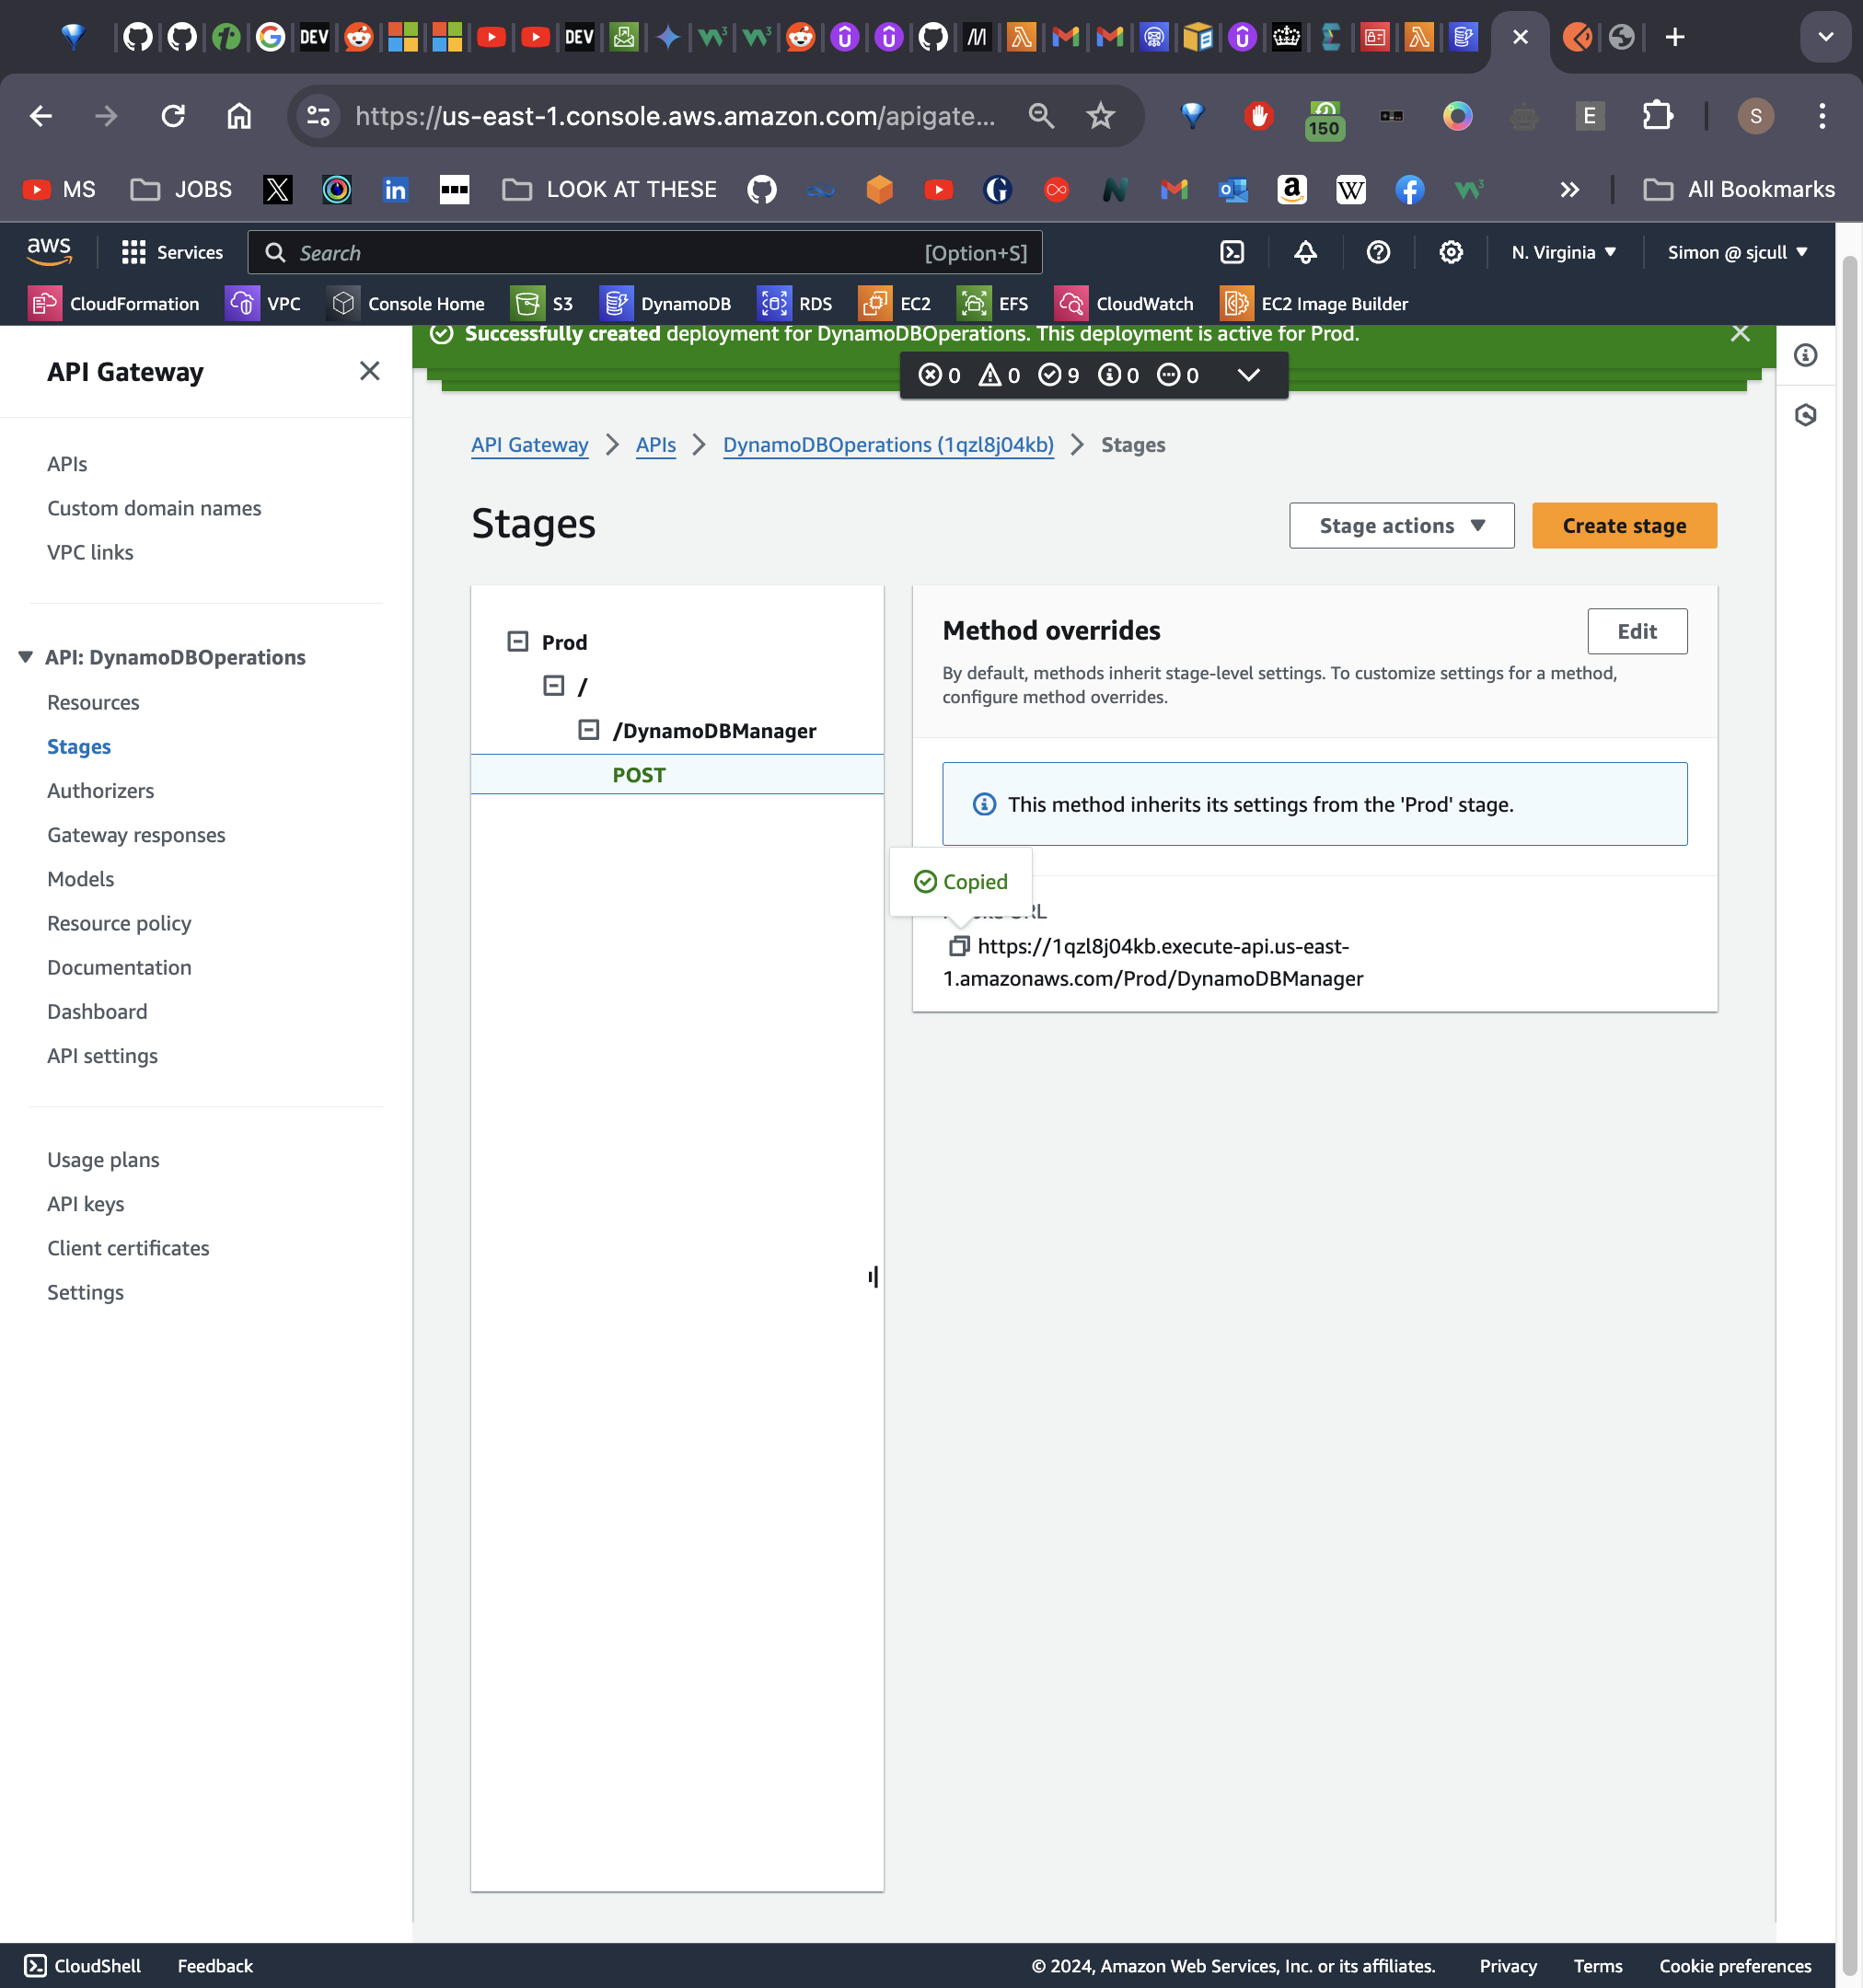 DEV
DEV
https://us-east-1.console.aws.amazon.com/apigate...
150
E
S
MS
JOBS
LOOK AT THESE
All Bookmarks
aws
Services
Search
[Option+S]
N. Virginia
Simon @ sjcull
CloudFormation
VPC
Console Home
S3
DynamoDB
RDS
EC2
EFS
CloudWatch
EC2 Image Builder
API Gateway
APIs
Custom domain names
VPC links
API: DynamoDBOperations
Resources
Stages
Authorizers
Gateway responses
Models
Resource policy
Documentation
Dashboard
API settings
Usage plans
API keys
Client certificates
Settings
Successfully created deployment for DynamoDBOperations. This deployment is active for Prod.
0 0 9 0 0
API Gateway > APIs > DynamoDBOperations (1qzl8j04kb) > Stages
Stages
Stage actions
Create stage
Prod
/
/DynamoDBManager
POST
Method overrides
Edit
By default, methods inherit stage-level settings. To customize settings for a method,
configure method overrides.
This method inherits its settings from the 'Prod' stage.
Copied
https://1qzl8j04kb.execute-api.us-east-
1.amazonaws.com/Prod/DynamoDBManager
CloudShell
Feedback
© 2024, Amazon Web Services, Inc. or its affiliates.
Privacy
Terms
Cookie preferences